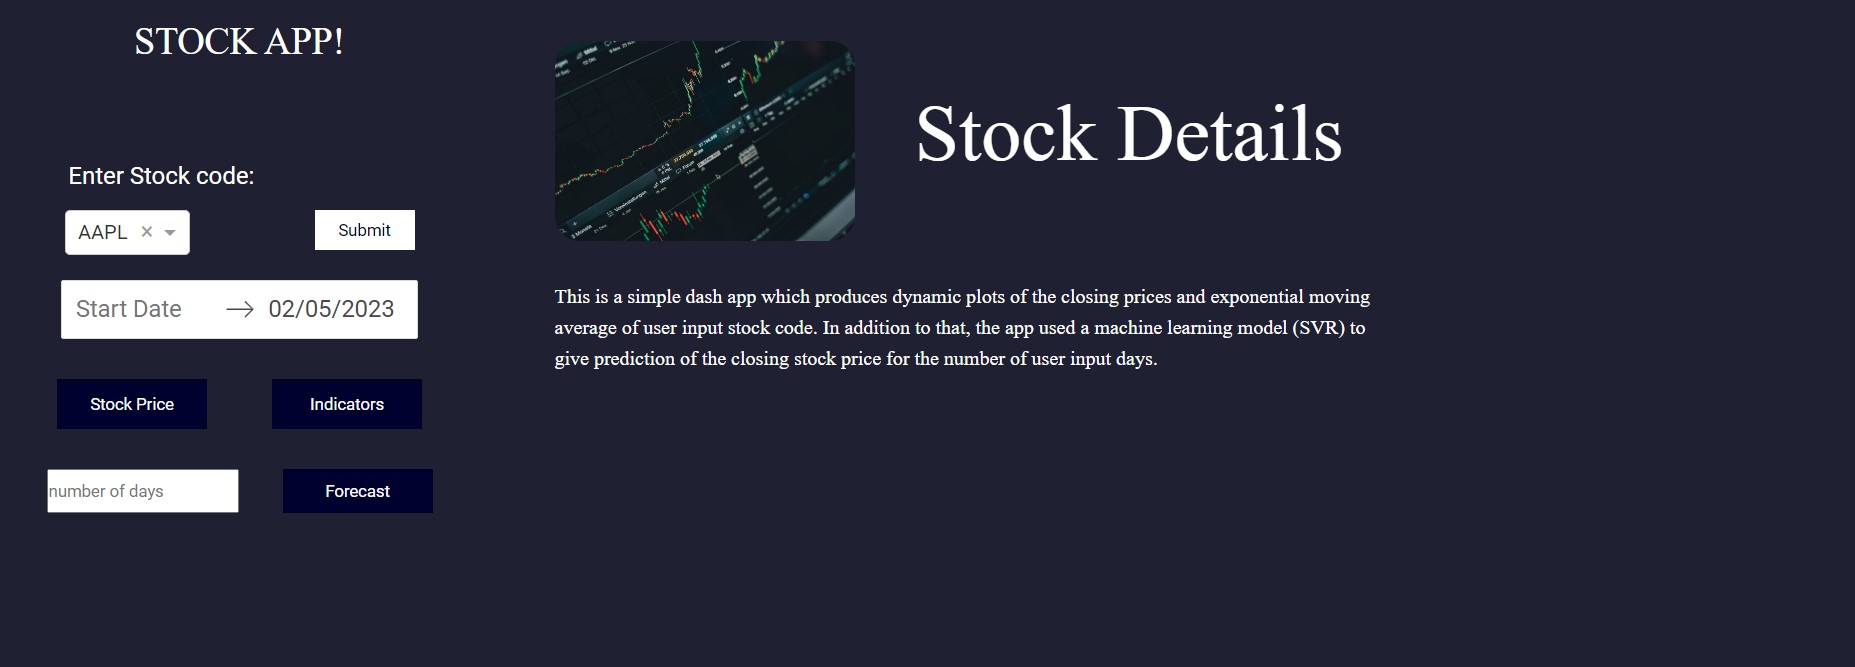 STOCK APP!
Enter Stock code:
AAPL × 
Submit
Start Date → 02/05/2023
Stock Price
Indicators
number of days
Forecast
Stock Details
This is a simple dash app which produces dynamic plots of the closing prices and exponential moving
average of user input stock code. In addition to that, the app used a machine learning model (SVR) to
give prediction of the closing stock price for the number of user input days.